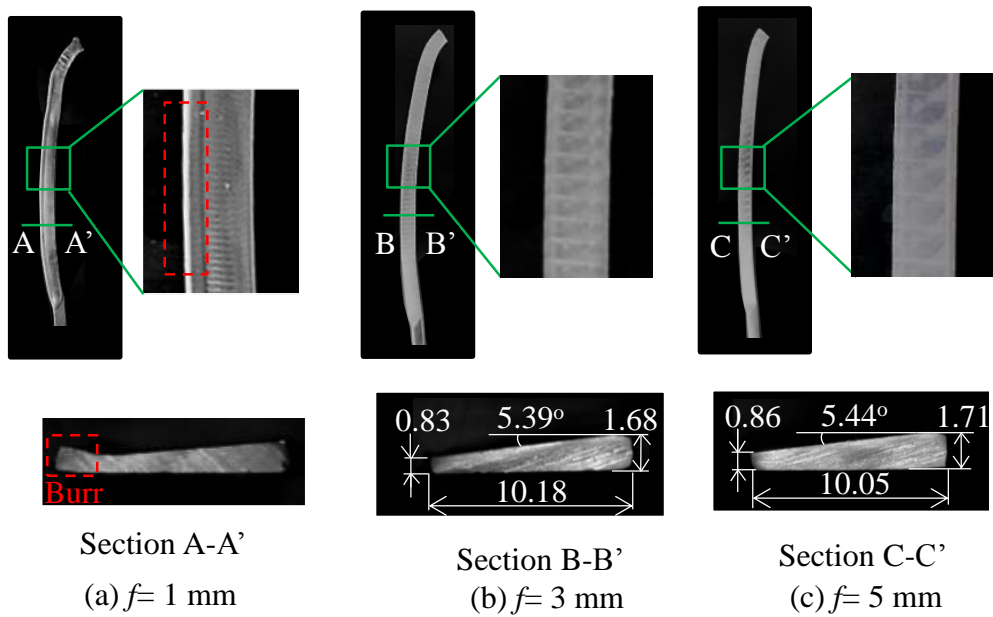 A A’
B B’
C C’
Burr
0.83 5.39° 1.68
10.18
0.86 5.44° 1.71
10.05
Section A-A’
(a) f= 1 mm
Section B-B’
(b) f= 3 mm
Section C-C’
(c) f= 5 mm